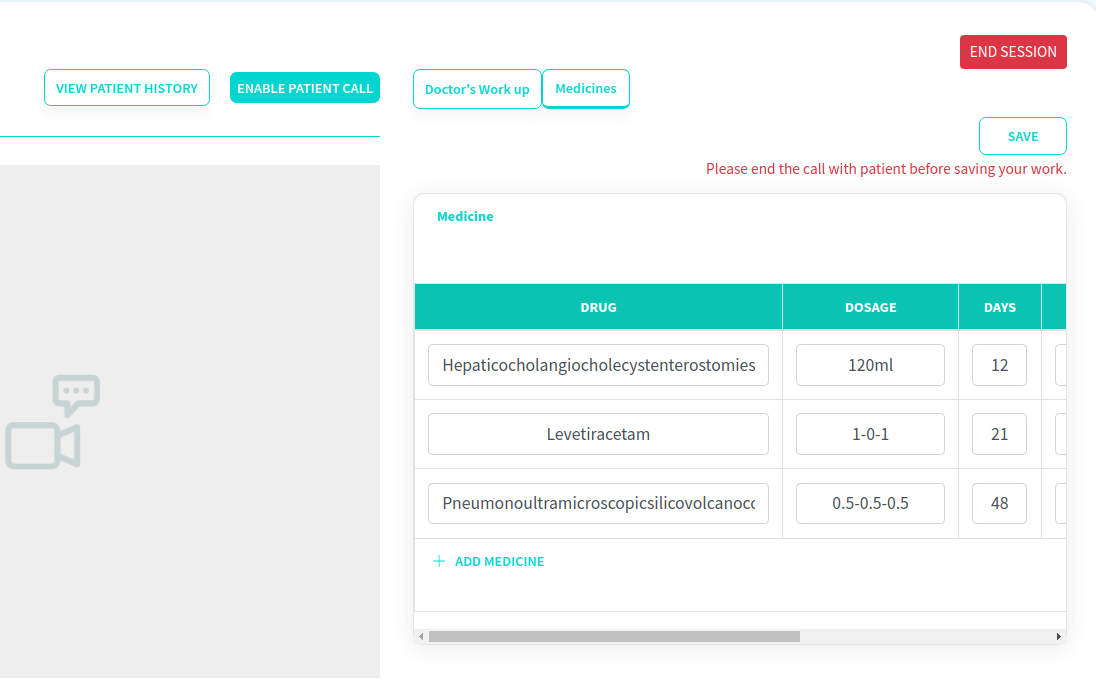 END SESSION
VIEW PATIENT HISTORY
ENABLE PATIENT CALL
Doctor's Work up
Medicines
SAVE
Please end the call with patient before saving your work.
Medicine
DRUG DOSAGE DAYS
Hepaticocholangiocholecystenterostomies 120ml 12
Levetiracetam 1-0-1 21
Pneumonoultramicroscopicsilicovolcanoc 0.5-0.5-0.5 48
+ ADD MEDICINE